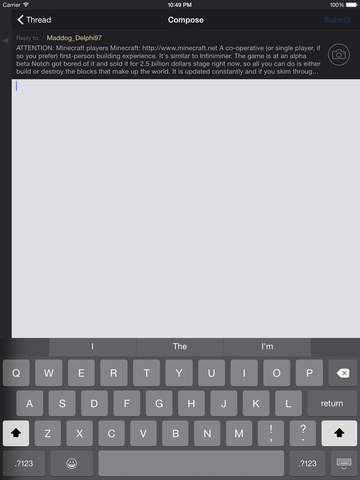 Carrier 10:49 PM 100%
Thread Compose Submit
Reply to: Maddog_Delphi97
ATTENTION: Minecraft players Minecraft: http://www.minecraft.net A co-operative (or single player, if
so you prefer) first-person building experience. It's similar to Infiniminer. The game is at an alpha
beta Notch got bored of it and sold it for 2.5 billion dollars stage right now, so all you can do is either
build or destroy the blocks that make up the world. It is updated constantly and if you skim throug...
I The I'm
Q W E R T Y U I O P
A S D F G H J K L return
Z X C V B N M ! , ? .
.?123 .?123